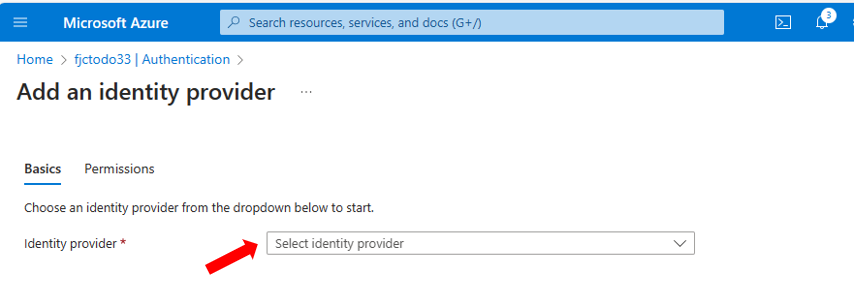 Microsoft Azure
Search resources, services, and docs (G+/)
3
Home > fjctodo33 | Authentication >
Add an identity provider ...
Basics Permissions
Choose an identity provider from the dropdown below to start.
Identity provider * Select identity provider